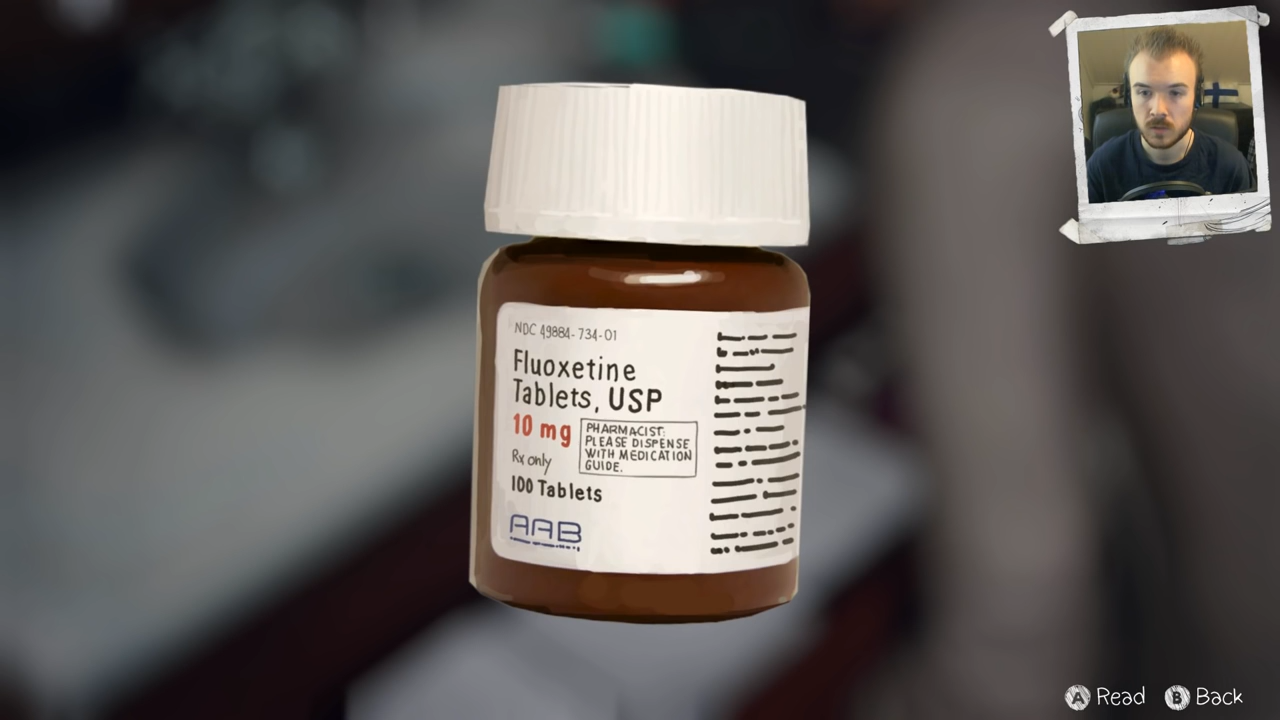 NDC 49884-734-01
Fluoxetine
Tablets, USP
10 mg
PHARMACIST:
PLEASE DISPENSE
WITH MEDICATION
GUIDE.
Rx only
100 Tablets
AAB
A Read B Back